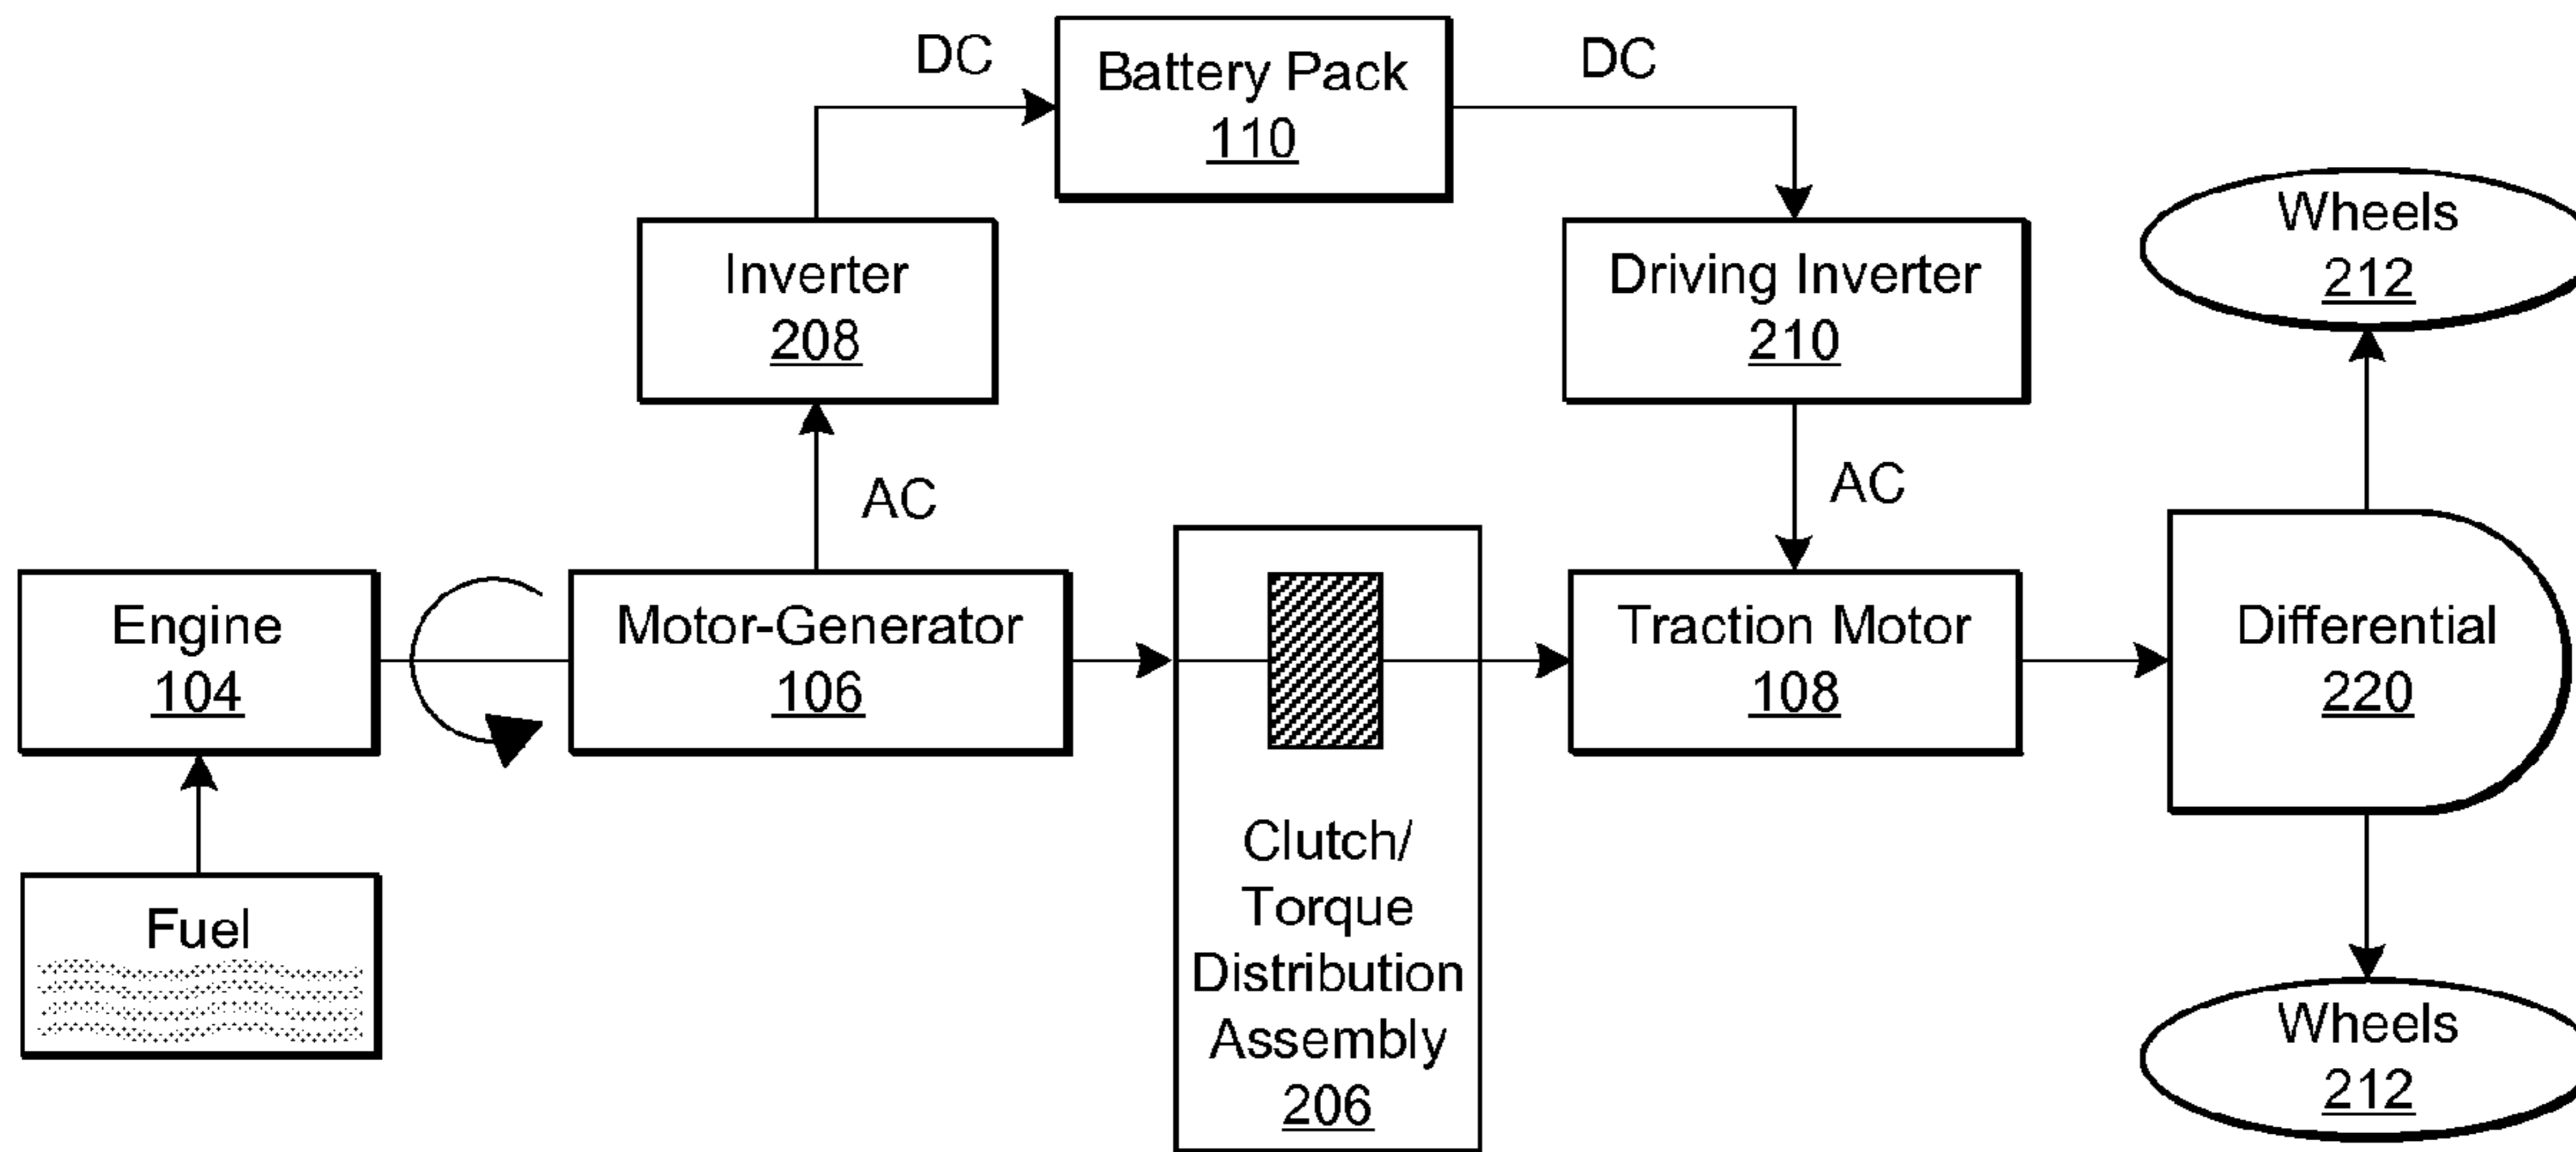 DC
Battery Pack
110
DC
Inverter
208
Driving Inverter
210
Wheels
212
AC
AC
Engine
104
Motor-Generator
106
Traction Motor
108
Differential
220
Fuel
Clutch/
Torque
Distribution
Assembly
206
Wheels
212